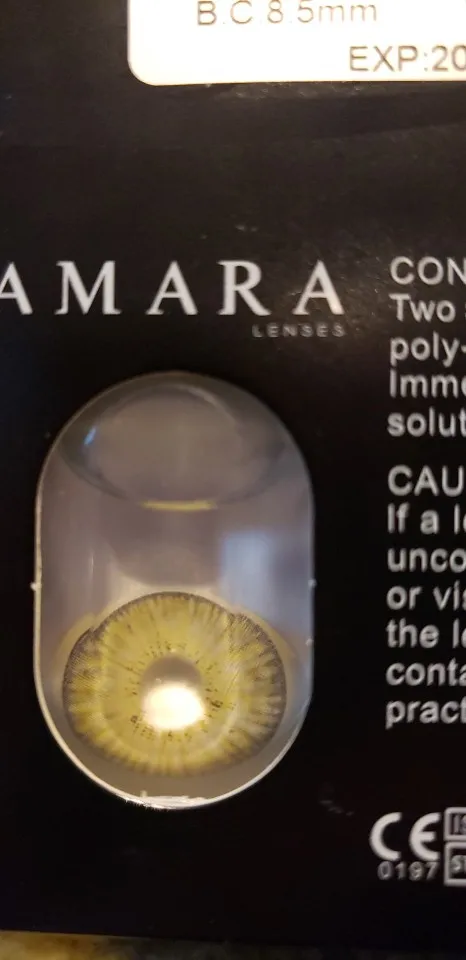 B.C 8.5mm
EXP:20
AMARA
LENSES
CON
Two
poly-
Imme
solut
CAU
If a le
unco
or vis
the le
conta
pract
CE
0197